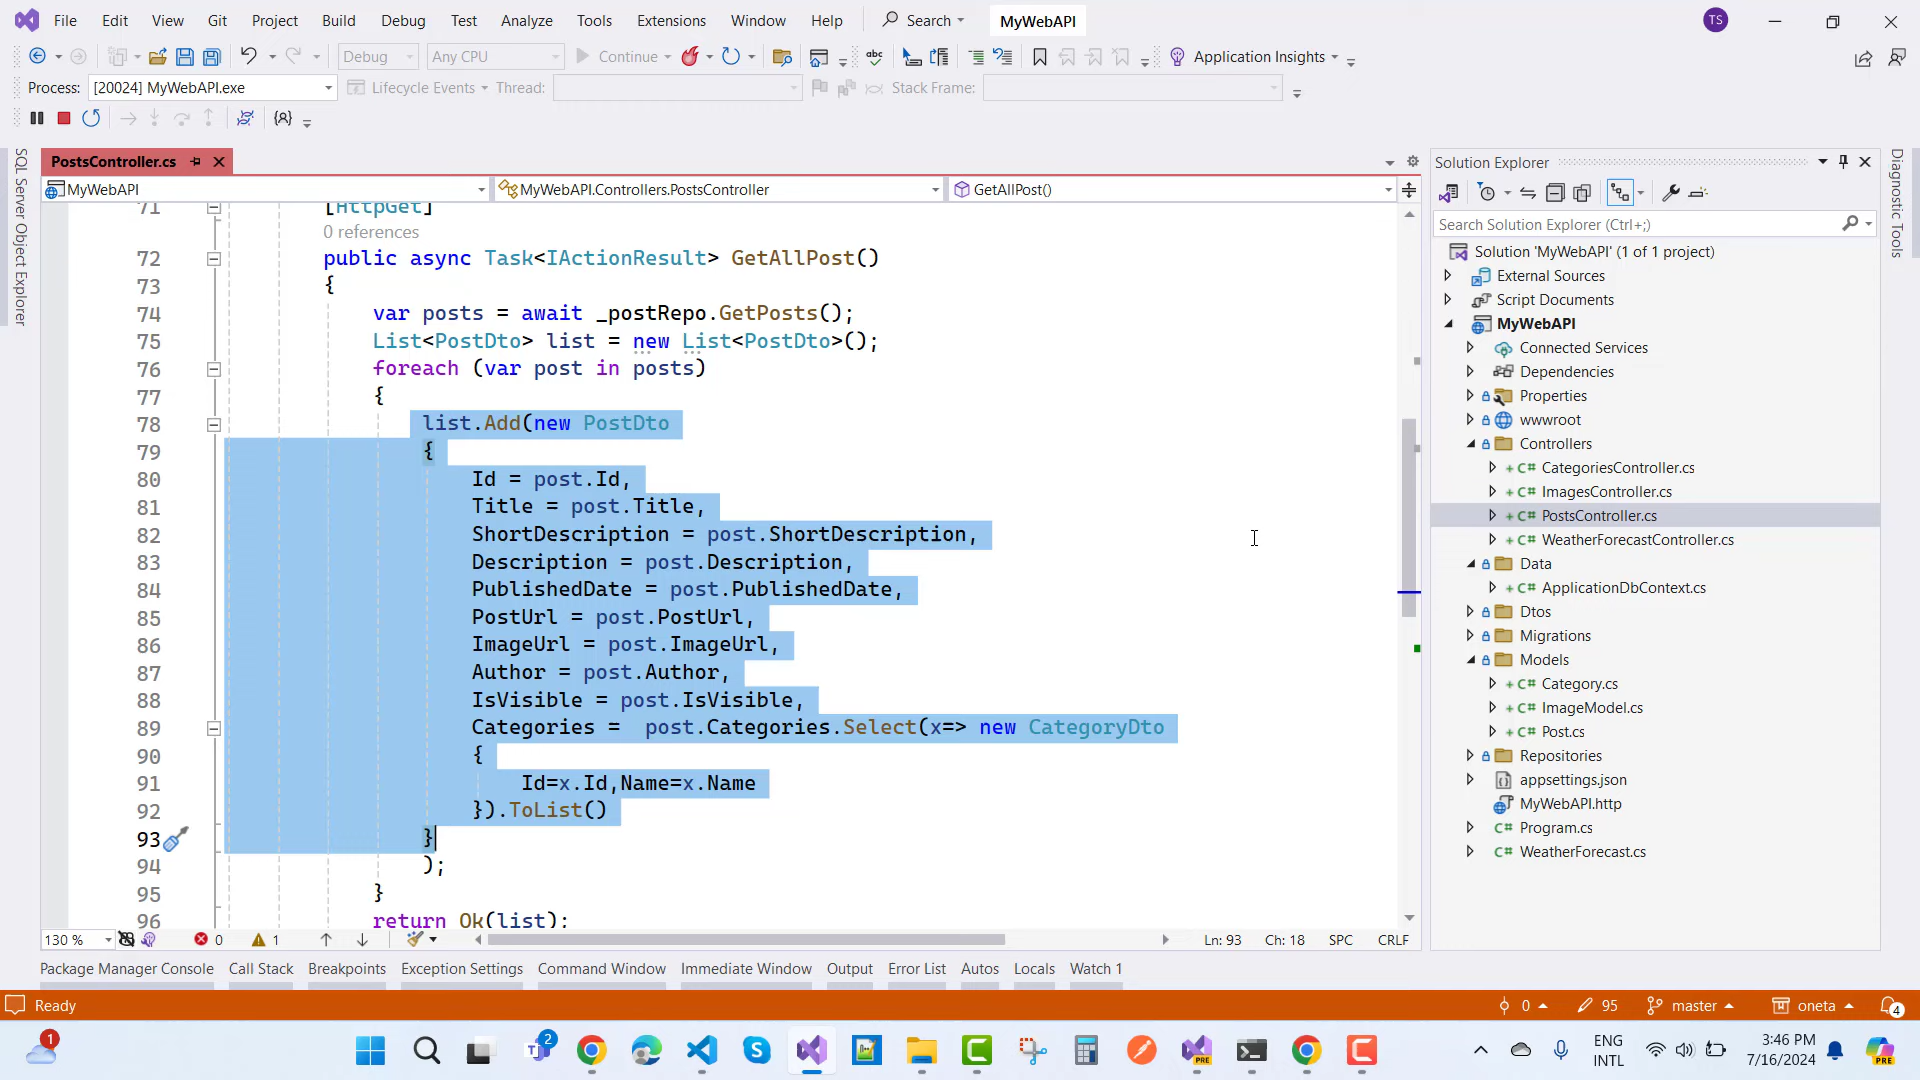 File Edit View Git Project Build Debug Test Analyze Tools Extensions Window Help Search MyWebAPI TS
Debug Any CPU Continue abc Application Insights
Process: [20024] MyWebAPI.exe Lifecycle Events Thread: Stack Frame:
SQL Server Object Explorer
PostsController.cs
MyWebAPI MyWebAPI.Controllers.PostsController GetAllPost()
71 [HttpGet]
0 references
72 public async Task<IActionResult> GetAllPost()
73 {
74 var posts = await _postRepo.GetPosts();
75 List<PostDto> list = new List<PostDto>();
76 foreach (var post in posts)
77 {
78 list.Add(new PostDto
79 {
80 Id = post.Id,
81 Title = post.Title,
82 ShortDescription = post.ShortDescription,
83 Description = post.Description,
84 PublishedDate = post.PublishedDate,
85 PostUrl = post.PostUrl,
86 ImageUrl = post.ImageUrl,
87 Author = post.Author,
88 IsVisible = post.IsVisible,
89 Categories =  post.Categories.Select(x=> new CategoryDto
90 {
91 Id=x.Id,Name=x.Name
92 }).ToList()
93 }
94 );
95 }
96 return Ok(list);
130 % 0 1 Ln: 93 Ch: 18 SPC CRLF
Solution Explorer
Search Solution Explorer (Ctrl+;)
Solution 'MyWebAPI' (1 of 1 project)
External Sources
Script Documents
MyWebAPI
Connected Services
Dependencies
Properties
wwwroot
Controllers
C# CategoriesController.cs
C# ImagesController.cs
C# PostsController.cs
C# WeatherForecastController.cs
Data
C# ApplicationDbContext.cs
Dtos
Migrations
Models
C# Category.cs
C# ImageModel.cs
C# Post.cs
Repositories
appsettings.json
MyWebAPI.http
C# Program.cs
C# WeatherForecast.cs
Diagnostic Tools
Package Manager Console Call Stack Breakpoints Exception Settings Command Window Immediate Window Output Error List Autos Locals Watch 1
Ready 0 95 master oneta 4
1 2 PRE ENG INTL 3:46 PM 7/16/2024 PRE